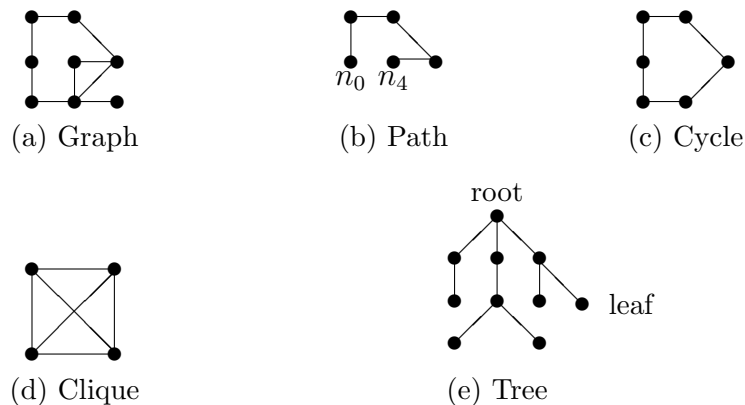 n₀ n₄
(a) Graph
(b) Path
(c) Cycle
root
leaf
(d) Clique
(e) Tree